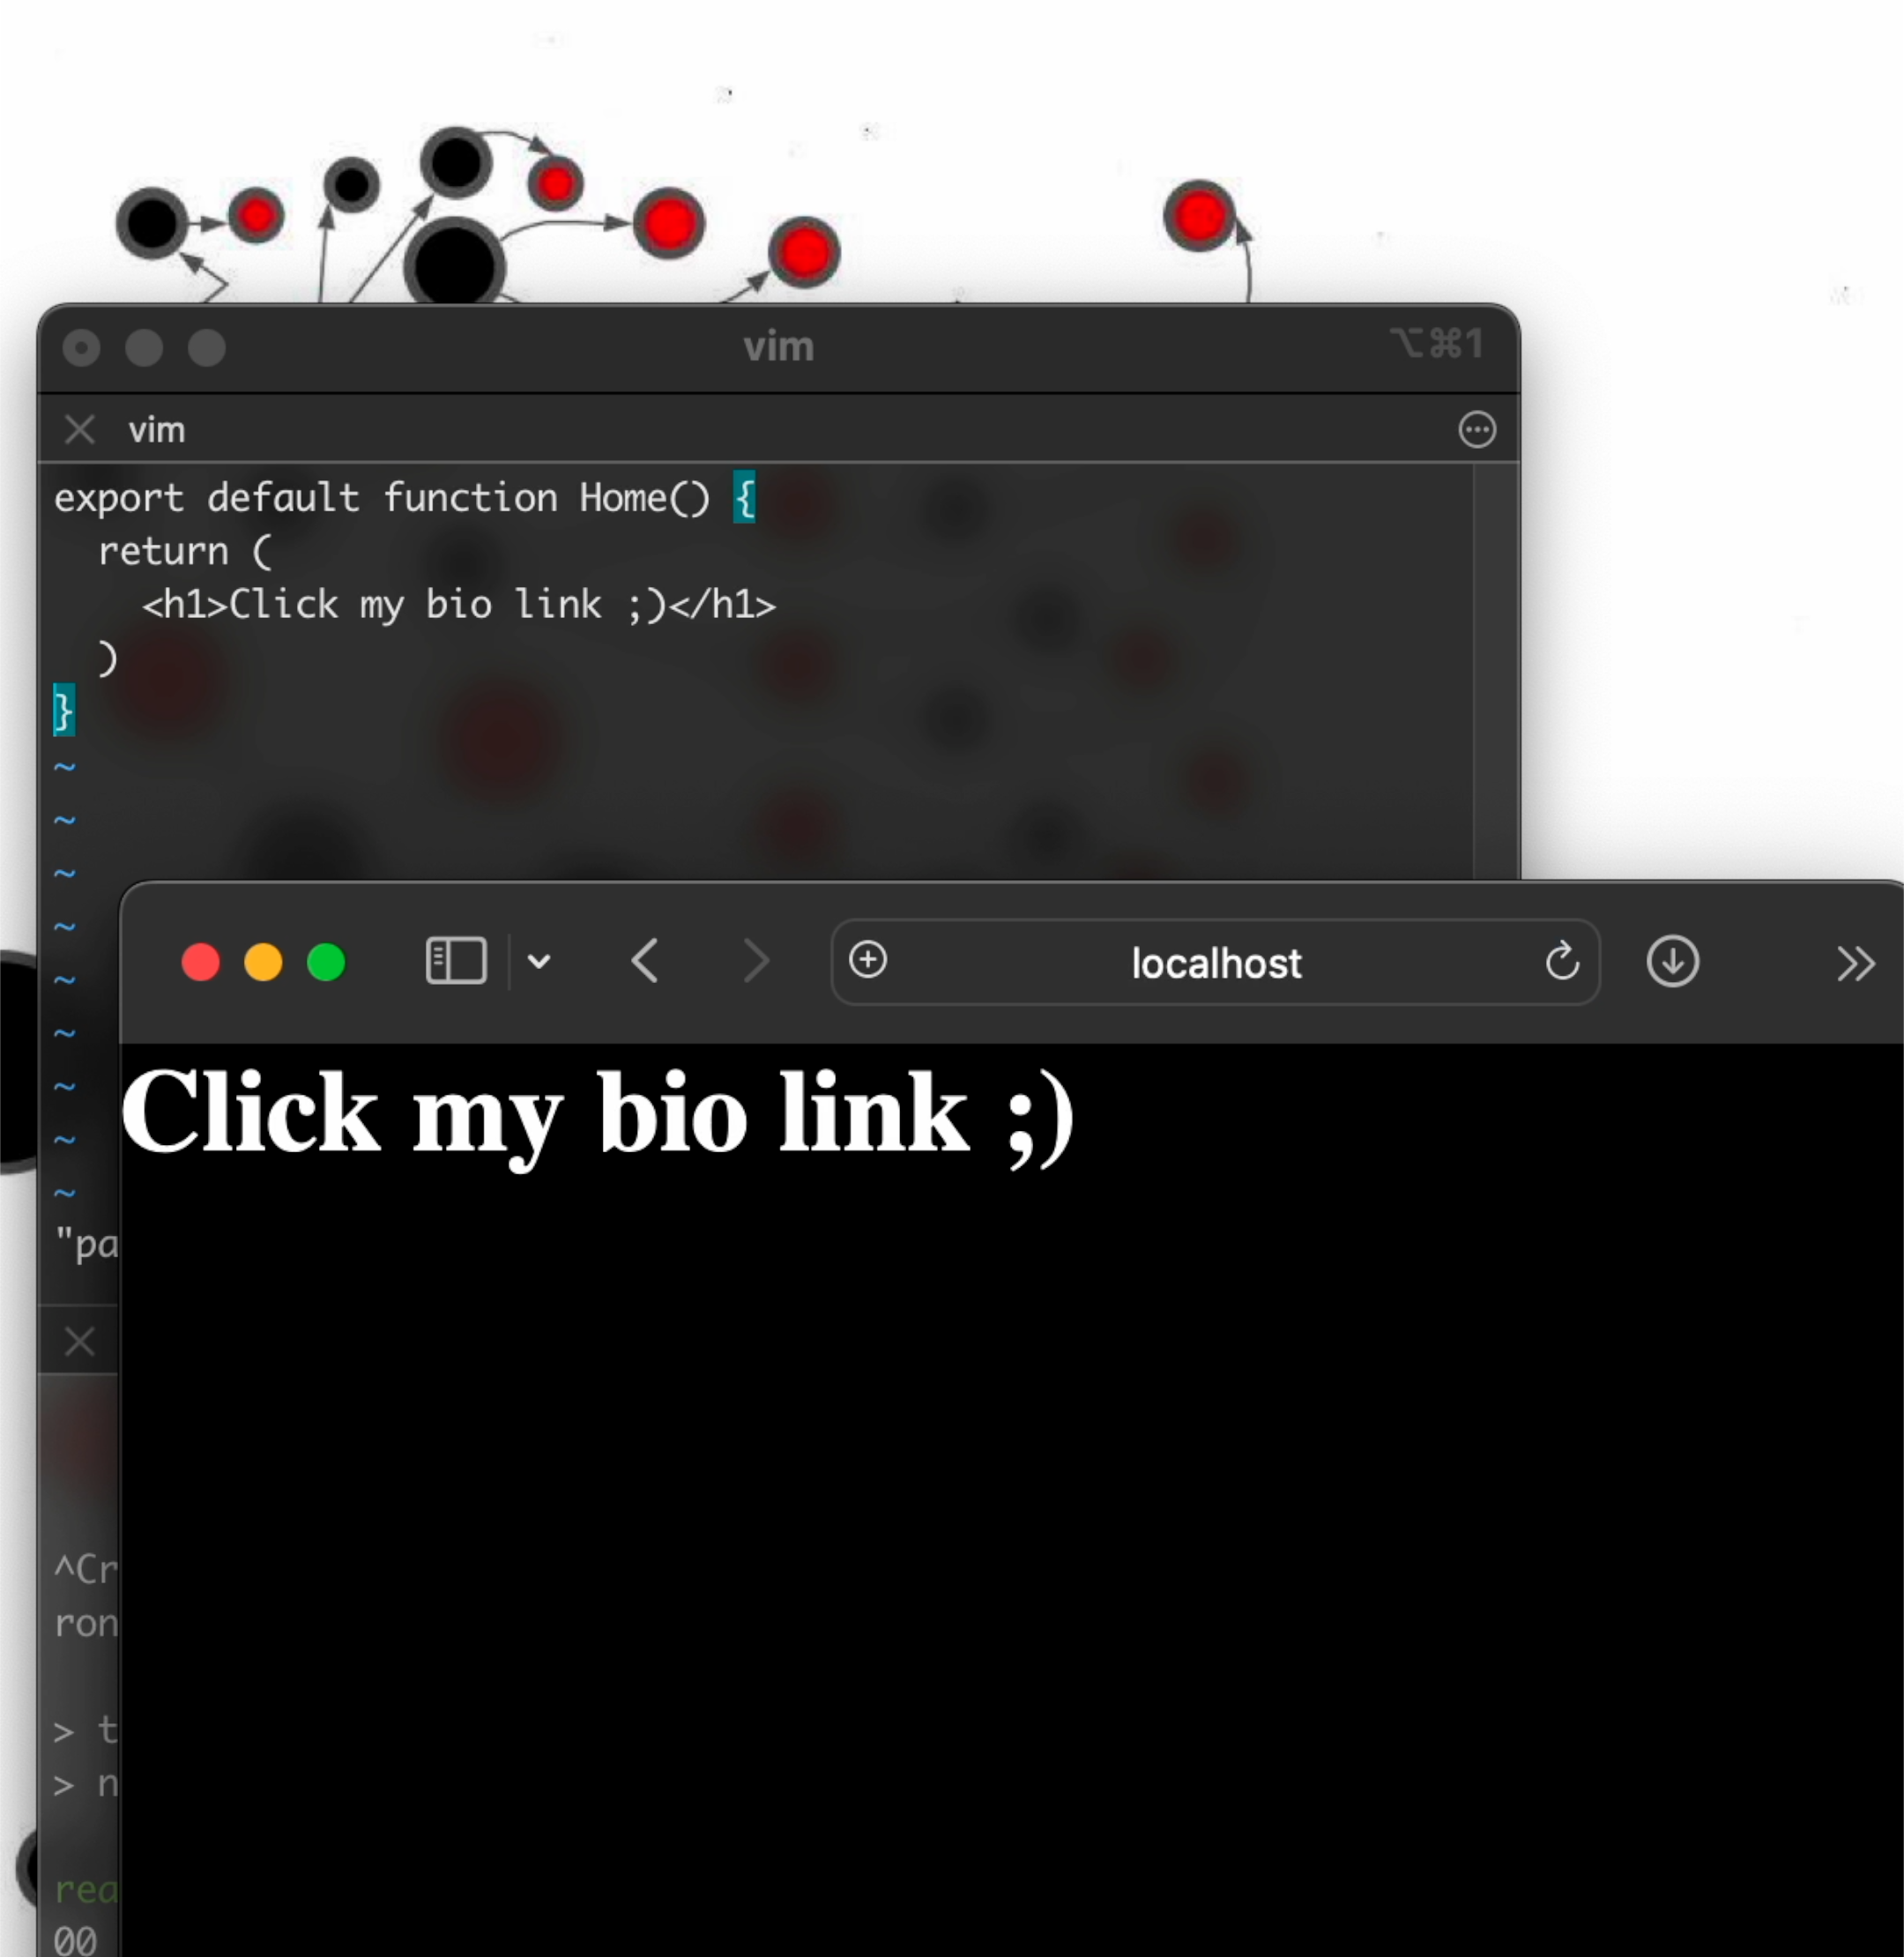 vim
⌥⌘1
vim
export default function Home() {
return (
<h1>Click my bio link ;)</h1>
)
}
~
~
~
~
~
~
~
~
~
localhost
Click my bio link ;)
"pa
^Cr
ron
> t
> n
rea
00